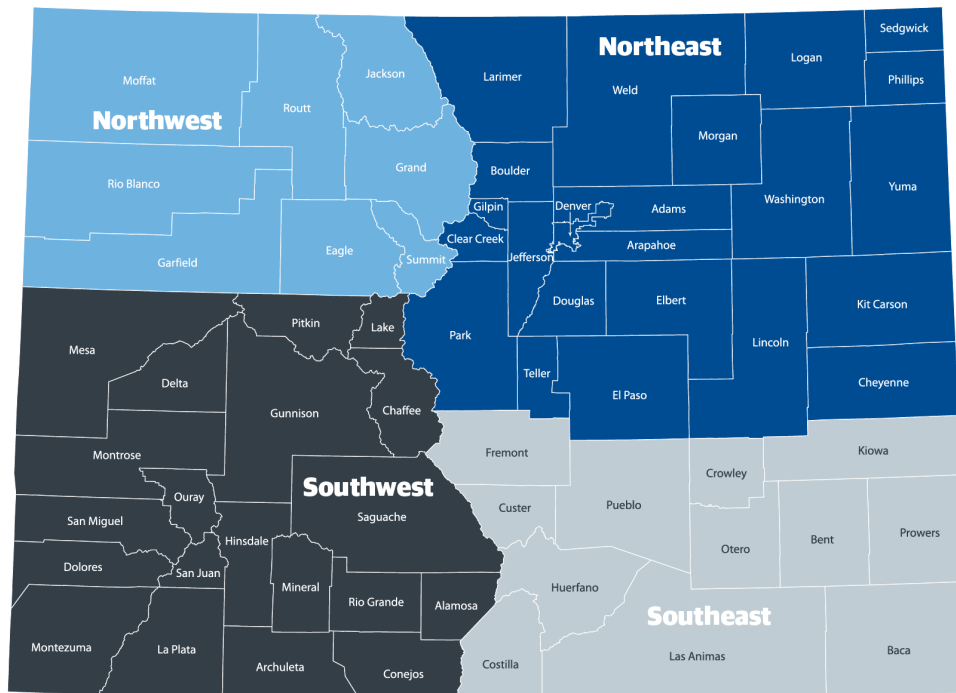 Northwest
Moffat
Routt
Jackson
Grand
Rio Blanco
Garfield
Eagle
Summit
Northeast
Larimer
Weld
Logan
Sedgwick
Phillips
Morgan
Boulder
Gilpin
Clear Creek
Jefferson
Denver
Adams
Arapahoe
Washington
Yuma
Park
Douglas
Elbert
Lincoln
Kit Carson
Teller
El Paso
Cheyenne
Southwest
Mesa
Pitkin
Lake
Delta
Gunnison
Chaffee
Montrose
Ouray
Saguache
San Miguel
Hinsdale
Dolores
San Juan
Mineral
Rio Grande
Alamosa
Montezuma
La Plata
Archuleta
Conejos
Southeast
Fremont
Crowley
Kiowa
Custer
Pueblo
Otero
Bent
Prowers
Huerfano
Costilla
Las Animas
Baca